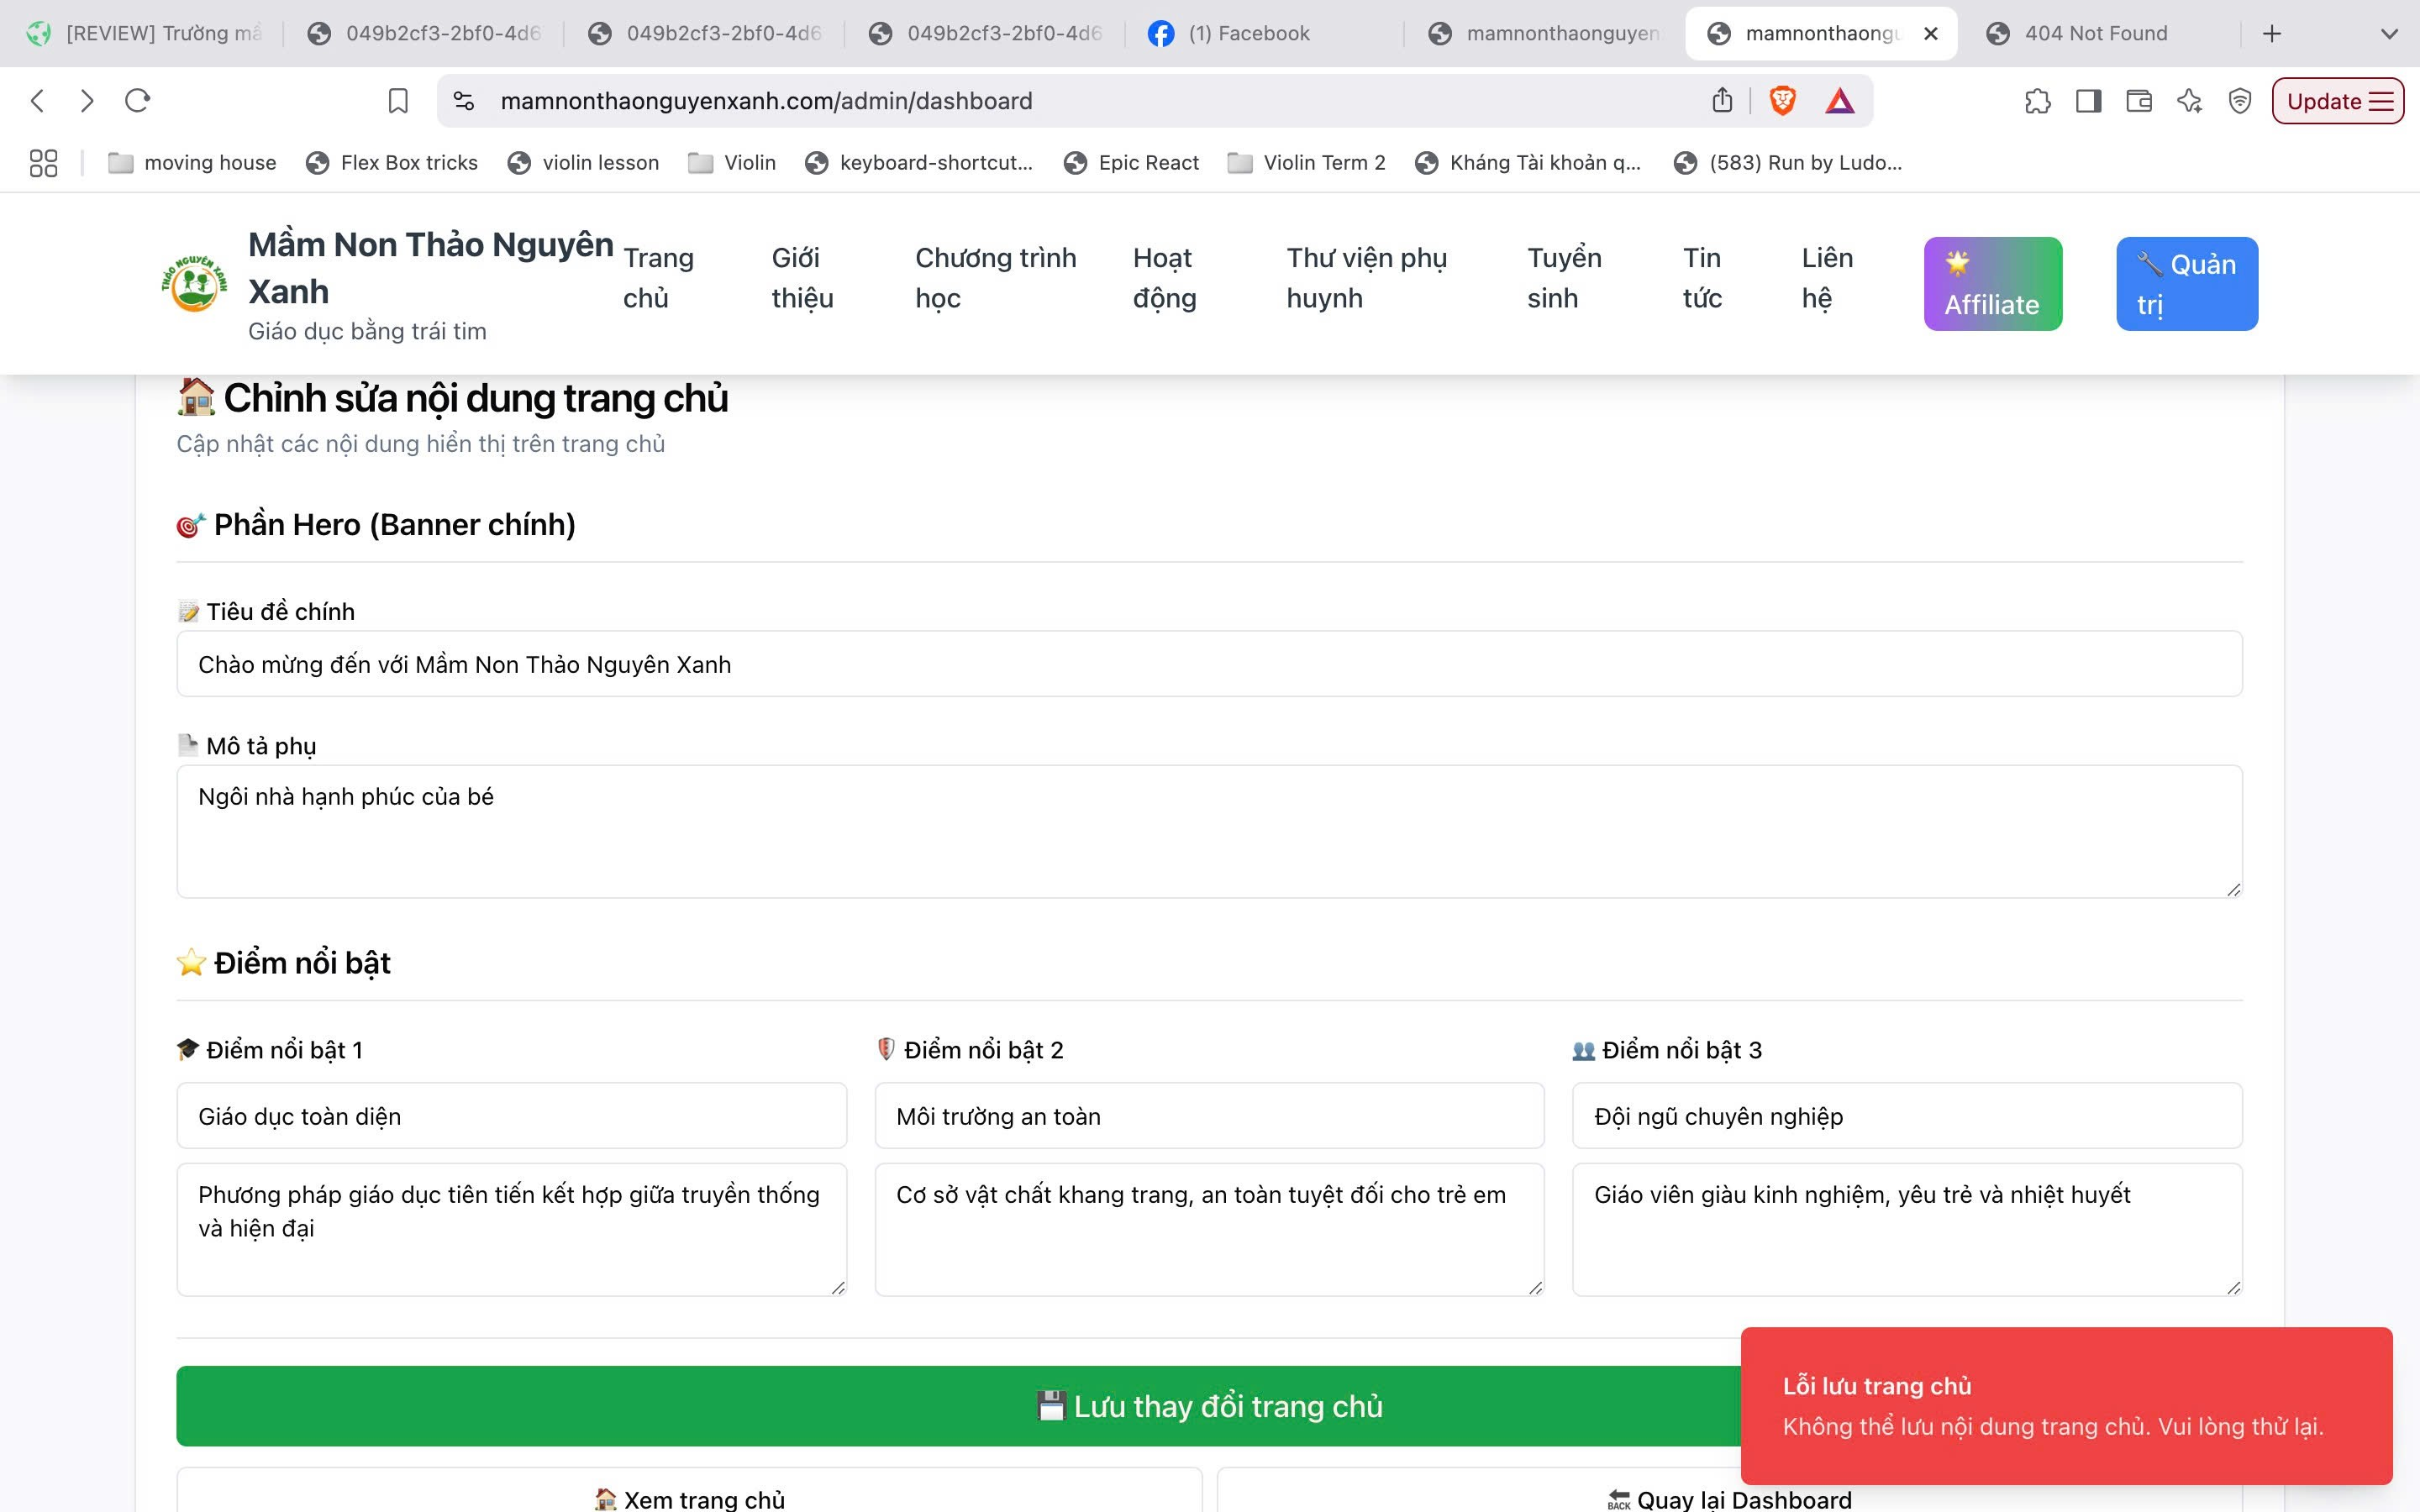 [REVIEW] Trường mầ
049b2cf3-2bf0-4d6
049b2cf3-2bf0-4d6
049b2cf3-2bf0-4d6
(1) Facebook
mamnonthaonguyen
mamnonthaongu
404 Not Found
mamnonthaonguyenxanh.com/admin/dashboard
Update
moving house
Flex Box tricks
violin lesson
Violin
keyboard-shortcut...
Epic React
Violin Term 2
Kháng Tài khoản q...
(583) Run by Ludo...
THẢO NGUYÊN XANH
Mầm Non Thảo Nguyên
Xanh
Giáo dục bằng trái tim
Trang
chủ
Giới
thiệu
Chương trình
học
Hoạt
động
Thư viện phụ
huynh
Tuyển
sinh
Tin
tức
Liên
hệ
🌟
Affiliate
🔧 Quản
trị
🏠 Chỉnh sửa nội dung trang chủ
Cập nhật các nội dung hiển thị trên trang chủ
🎯 Phần Hero (Banner chính)
📝 Tiêu đề chính
Chào mừng đến với Mầm Non Thảo Nguyên Xanh
📄 Mô tả phụ
Ngôi nhà hạnh phúc của bé
⭐ Điểm nổi bật
🎓 Điểm nổi bật 1
Giáo dục toàn diện
Phương pháp giáo dục tiên tiến kết hợp giữa truyền thống
và hiện đại
🛡️ Điểm nổi bật 2
Môi trường an toàn
Cơ sở vật chất khang trang, an toàn tuyệt đối cho trẻ em
👥 Điểm nổi bật 3
Đội ngũ chuyên nghiệp
Giáo viên giàu kinh nghiệm, yêu trẻ và nhiệt huyết
💾 Lưu thay đổi trang chủ
Lỗi lưu trang chủ
Không thể lưu nội dung trang chủ. Vui lòng thử lại.
🏠 Xem trang chủ
🔙 Quay lại Dashboard